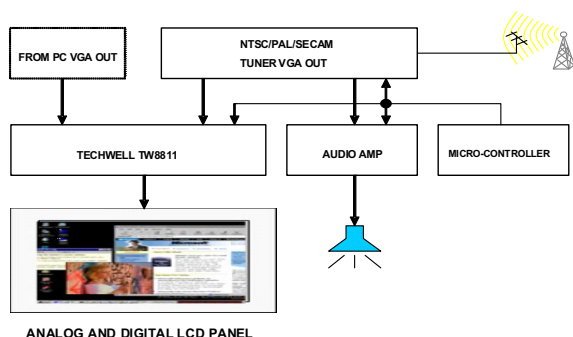 FROM PC VGA OUT
NTSC/PAL/SECAM
TUNER VGA OUT
TECHWELL TW8811
AUDIO AMP
MICRO-CONTROLLER
ANALOG AND DIGITAL LCD PANEL